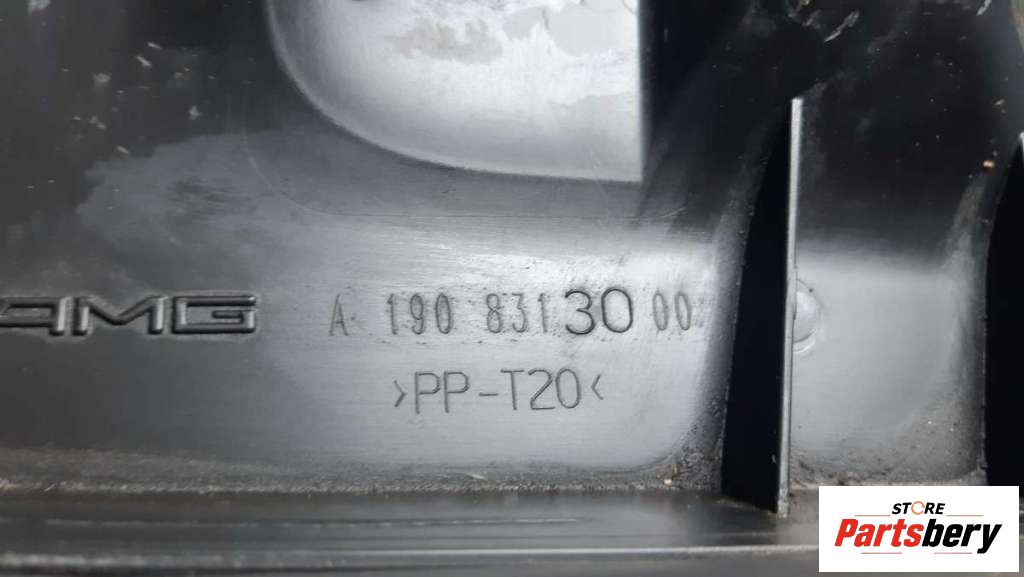 AMG A 190 831 30 00
>PP-T20<
STORE
Partsbery